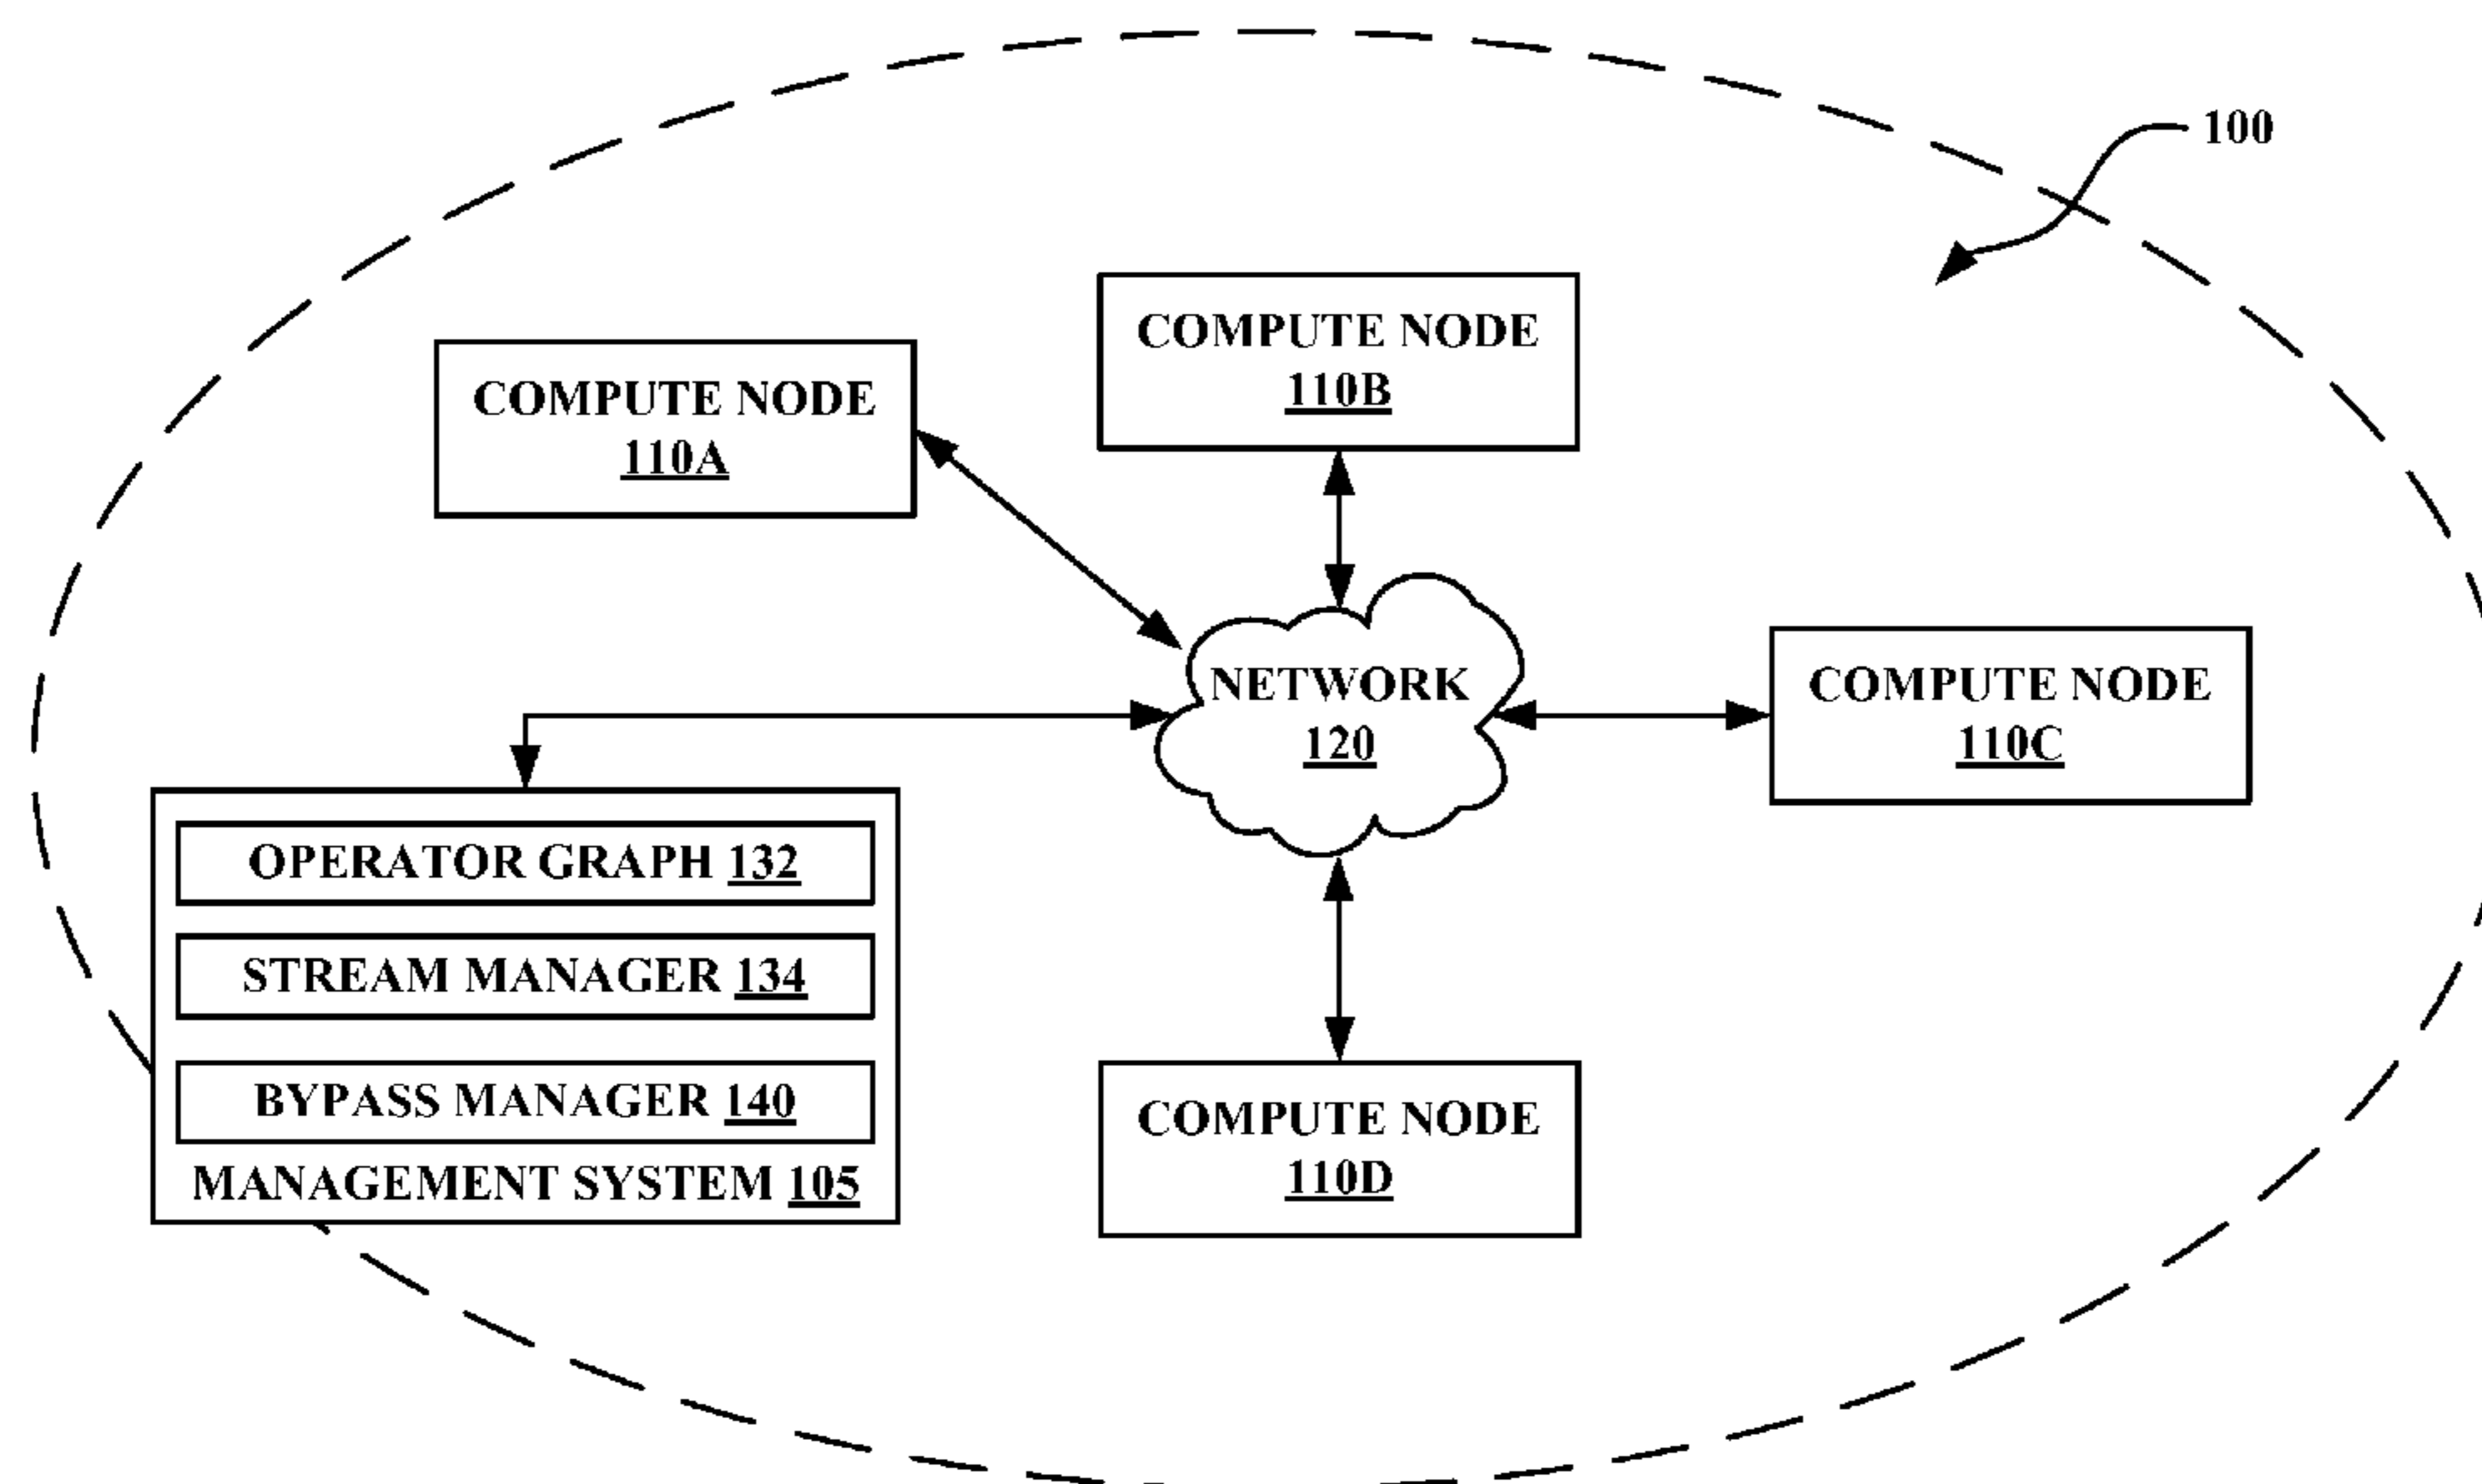 100
COMPUTE NODE
110B
COMPUTE NODE
110A
NETWORK
120
COMPUTE NODE
110C
OPERATOR GRAPH 132
STREAM MANAGER 134
BYPASS MANAGER 140
MANAGEMENT SYSTEM 105
COMPUTE NODE
110D